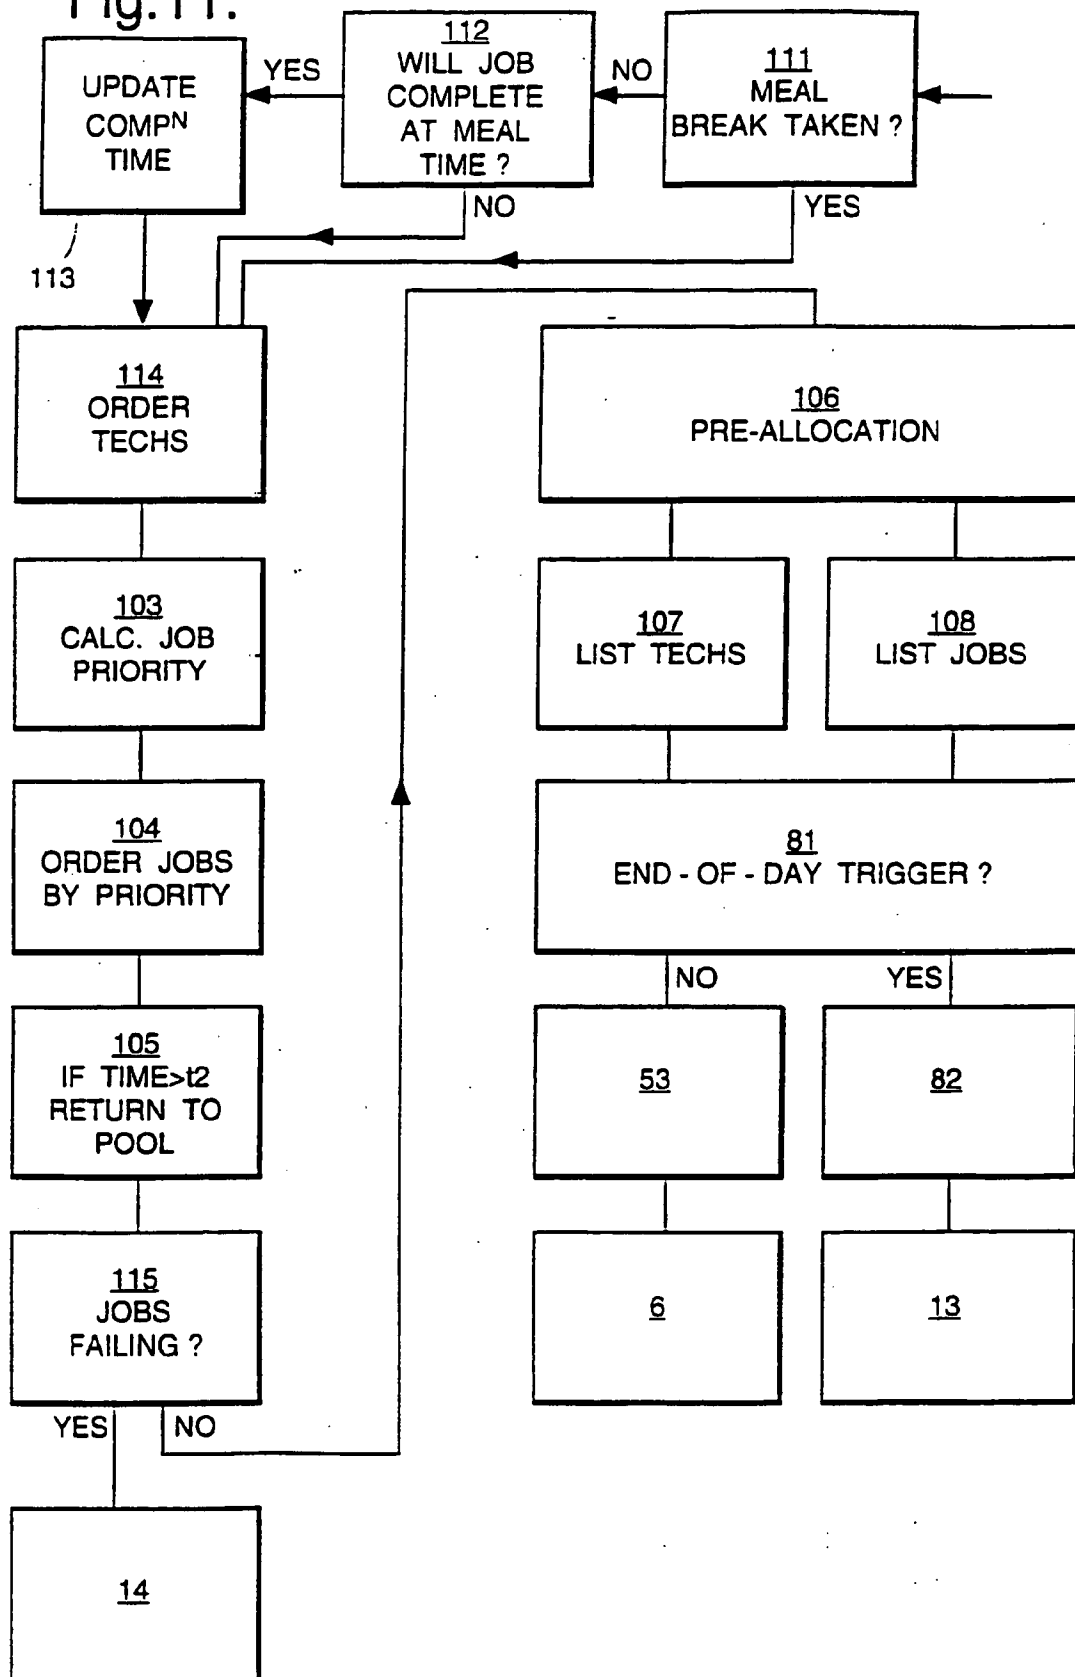 Fig.11.
112
WILL JOB
COMPLETE
AT MEAL
TIME ?
111
MEAL
BREAK TAKEN ?
UPDATE
COMPᴺ
TIME
YES
NO
NO
YES
113
114
ORDER
TECHS
106
PRE-ALLOCATION
103
CALC. JOB
PRIORITY
107
LIST TECHS
108
LIST JOBS
104
ORDER JOBS
BY PRIORITY
81
END - OF - DAY TRIGGER ?
NO
YES
105
IF TIME>t2
RETURN TO
POOL
53
82
115
JOBS
FAILING ?
6
13
YES
NO
14